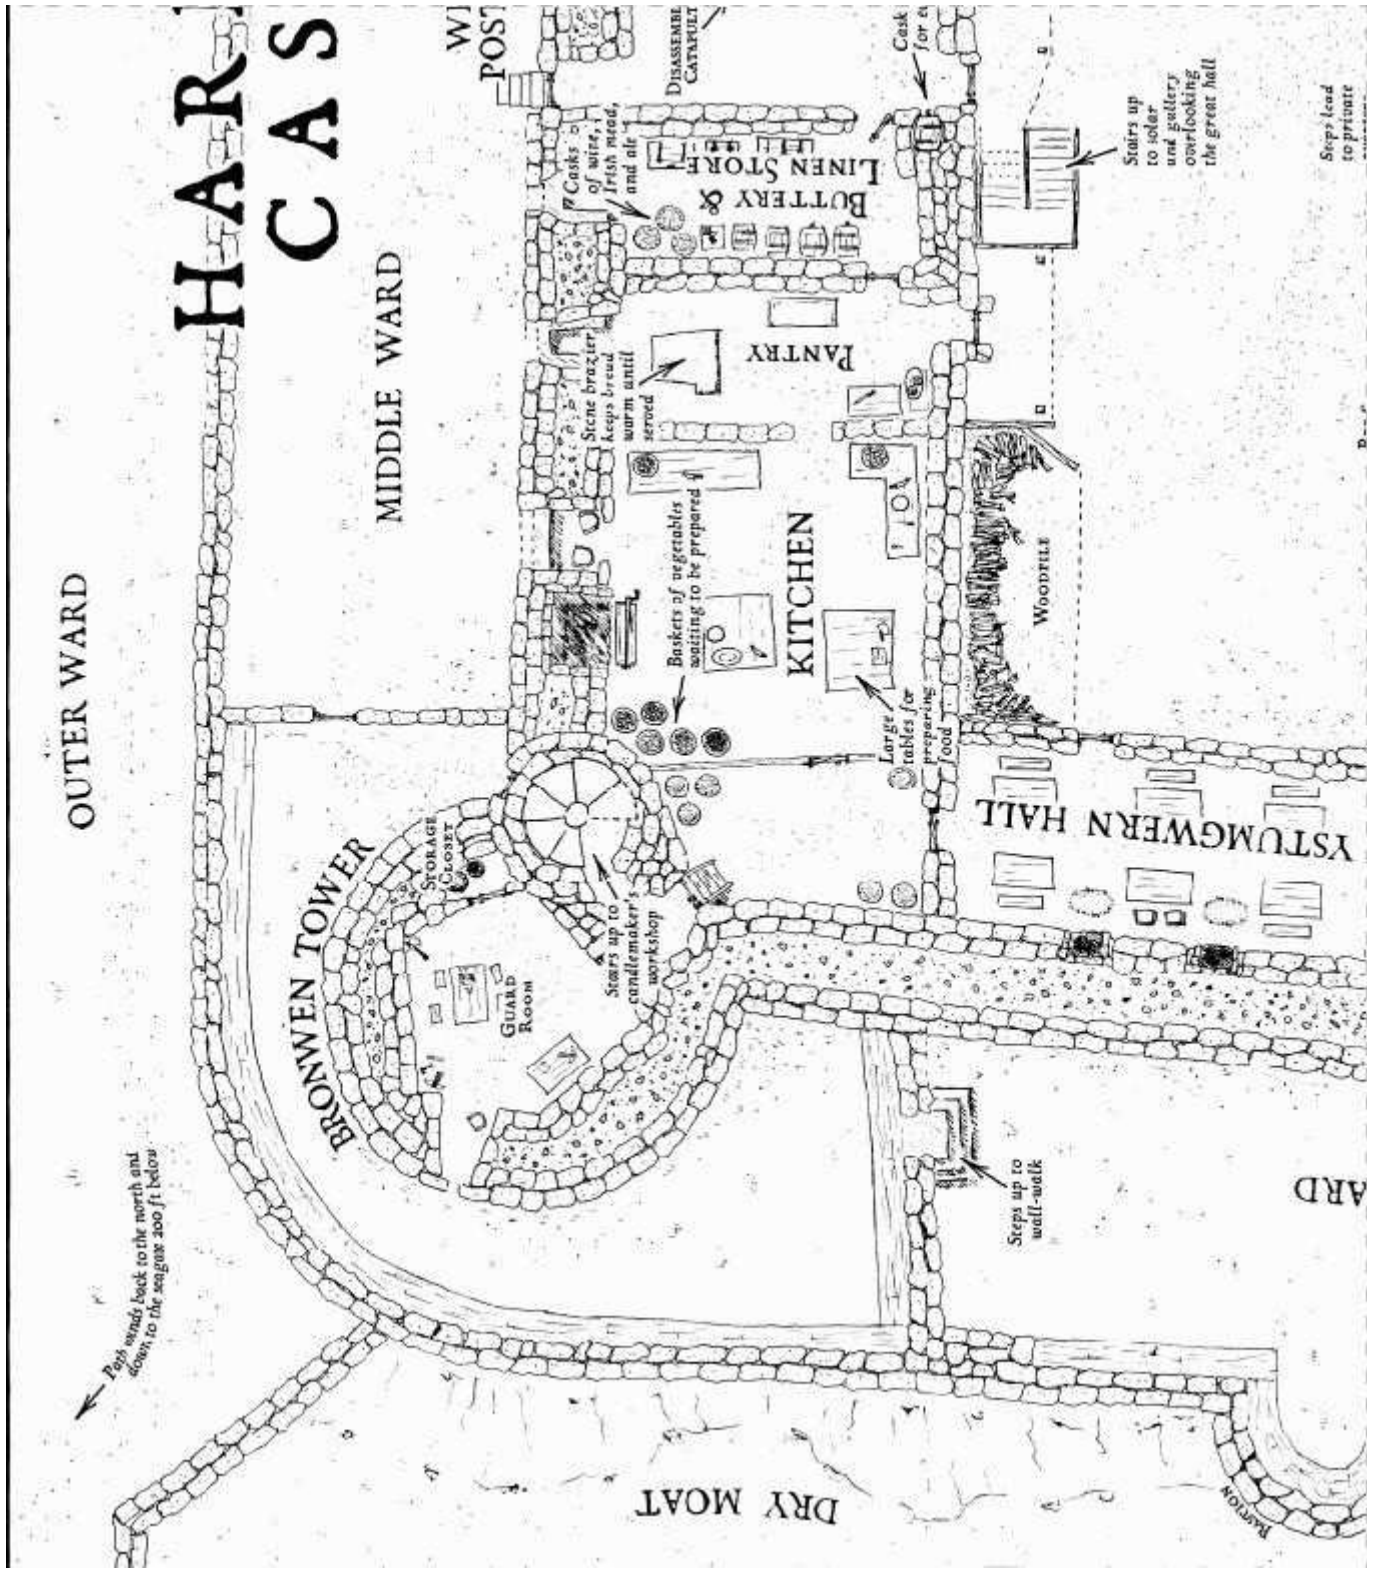 HAR
CAS
POST
DISASSEMBL
CATAPULT
Cask
for
Stairs up
to solar
and gallery
overlooking
the great hall
Steps lead
to private
Casks
of wine,
Irish mead,
and ale
BUTTERY &
LINEN STORE
MIDDLE WARD
PANTRY
Stone brazier
keeps bread
warm until
served
OUTER WARD
Baskets of vegetables
waiting to be prepared
KITCHEN
WOODPILE
Large
tables for
preparing
food
YSTUMGWERN HALL
BRONWEN TOWER
STORAGE
CLOSET
Stairs up to
candlemaker's
workshop
GUARD
ROOM
Path winds back to the north and
down to the seagate 200 ft below
Steps up to
wall-walk
ARD
DRY MOAT
BASTION